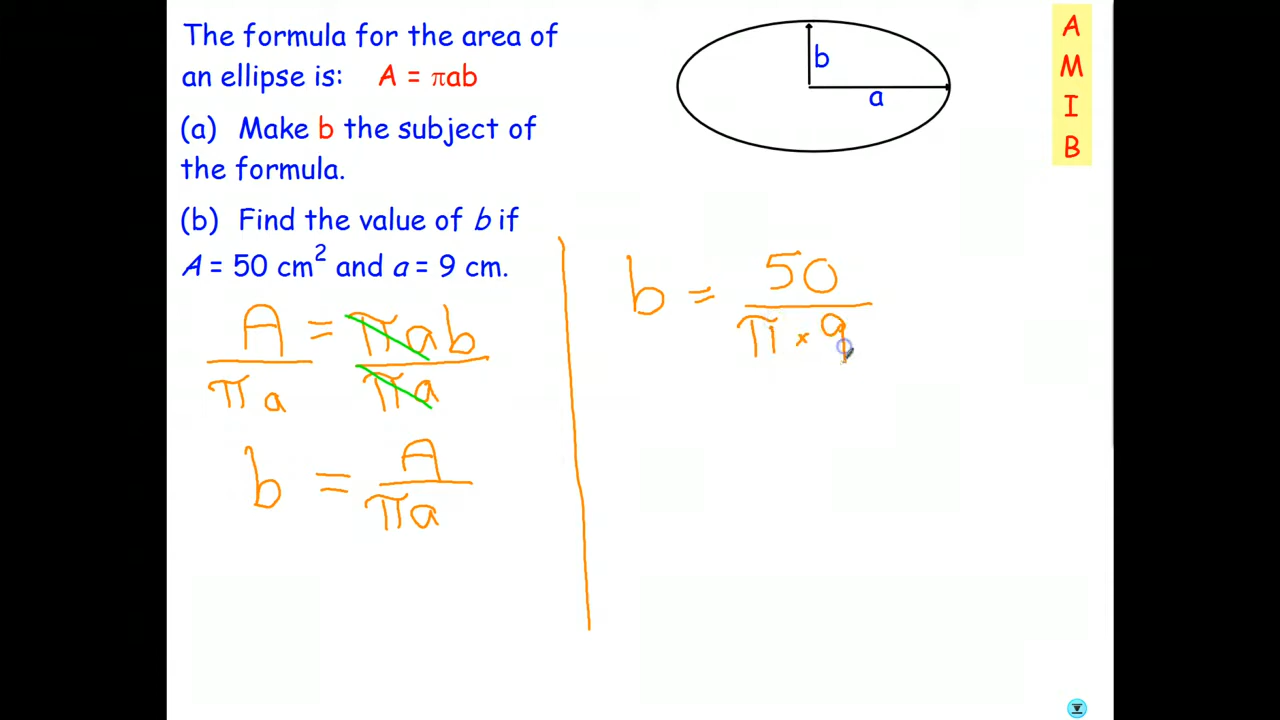 The formula for the area of
an ellipse is: A = πab
(a) Make b the subject of
the formula.
(b) Find the value of b if
A = 50 cm² and a = 9 cm.
b
a
A
M
I
B
A = πab
πa πa
b = A
πa
b = 50
π × 9